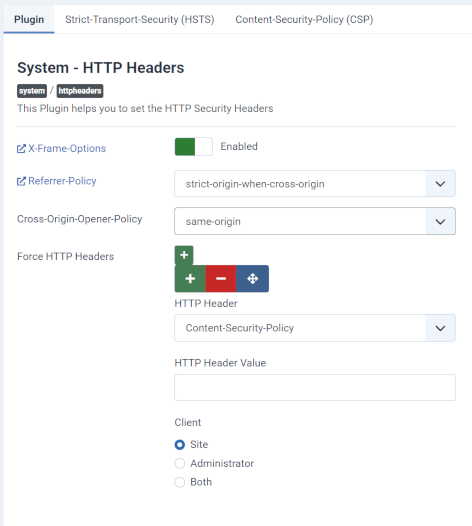 Plugin Strict-Transport-Security (HSTS) Content-Security-Policy (CSP)
System - HTTP Headers
system / httpheaders
This Plugin helps you to set the HTTP Security Headers
X-Frame-Options Enabled
Referrer-Policy strict-origin-when-cross-origin
Cross-Origin-Opener-Policy same-origin
Force HTTP Headers
HTTP Header
Content-Security-Policy
HTTP Header Value
Client
Site
Administrator
Both